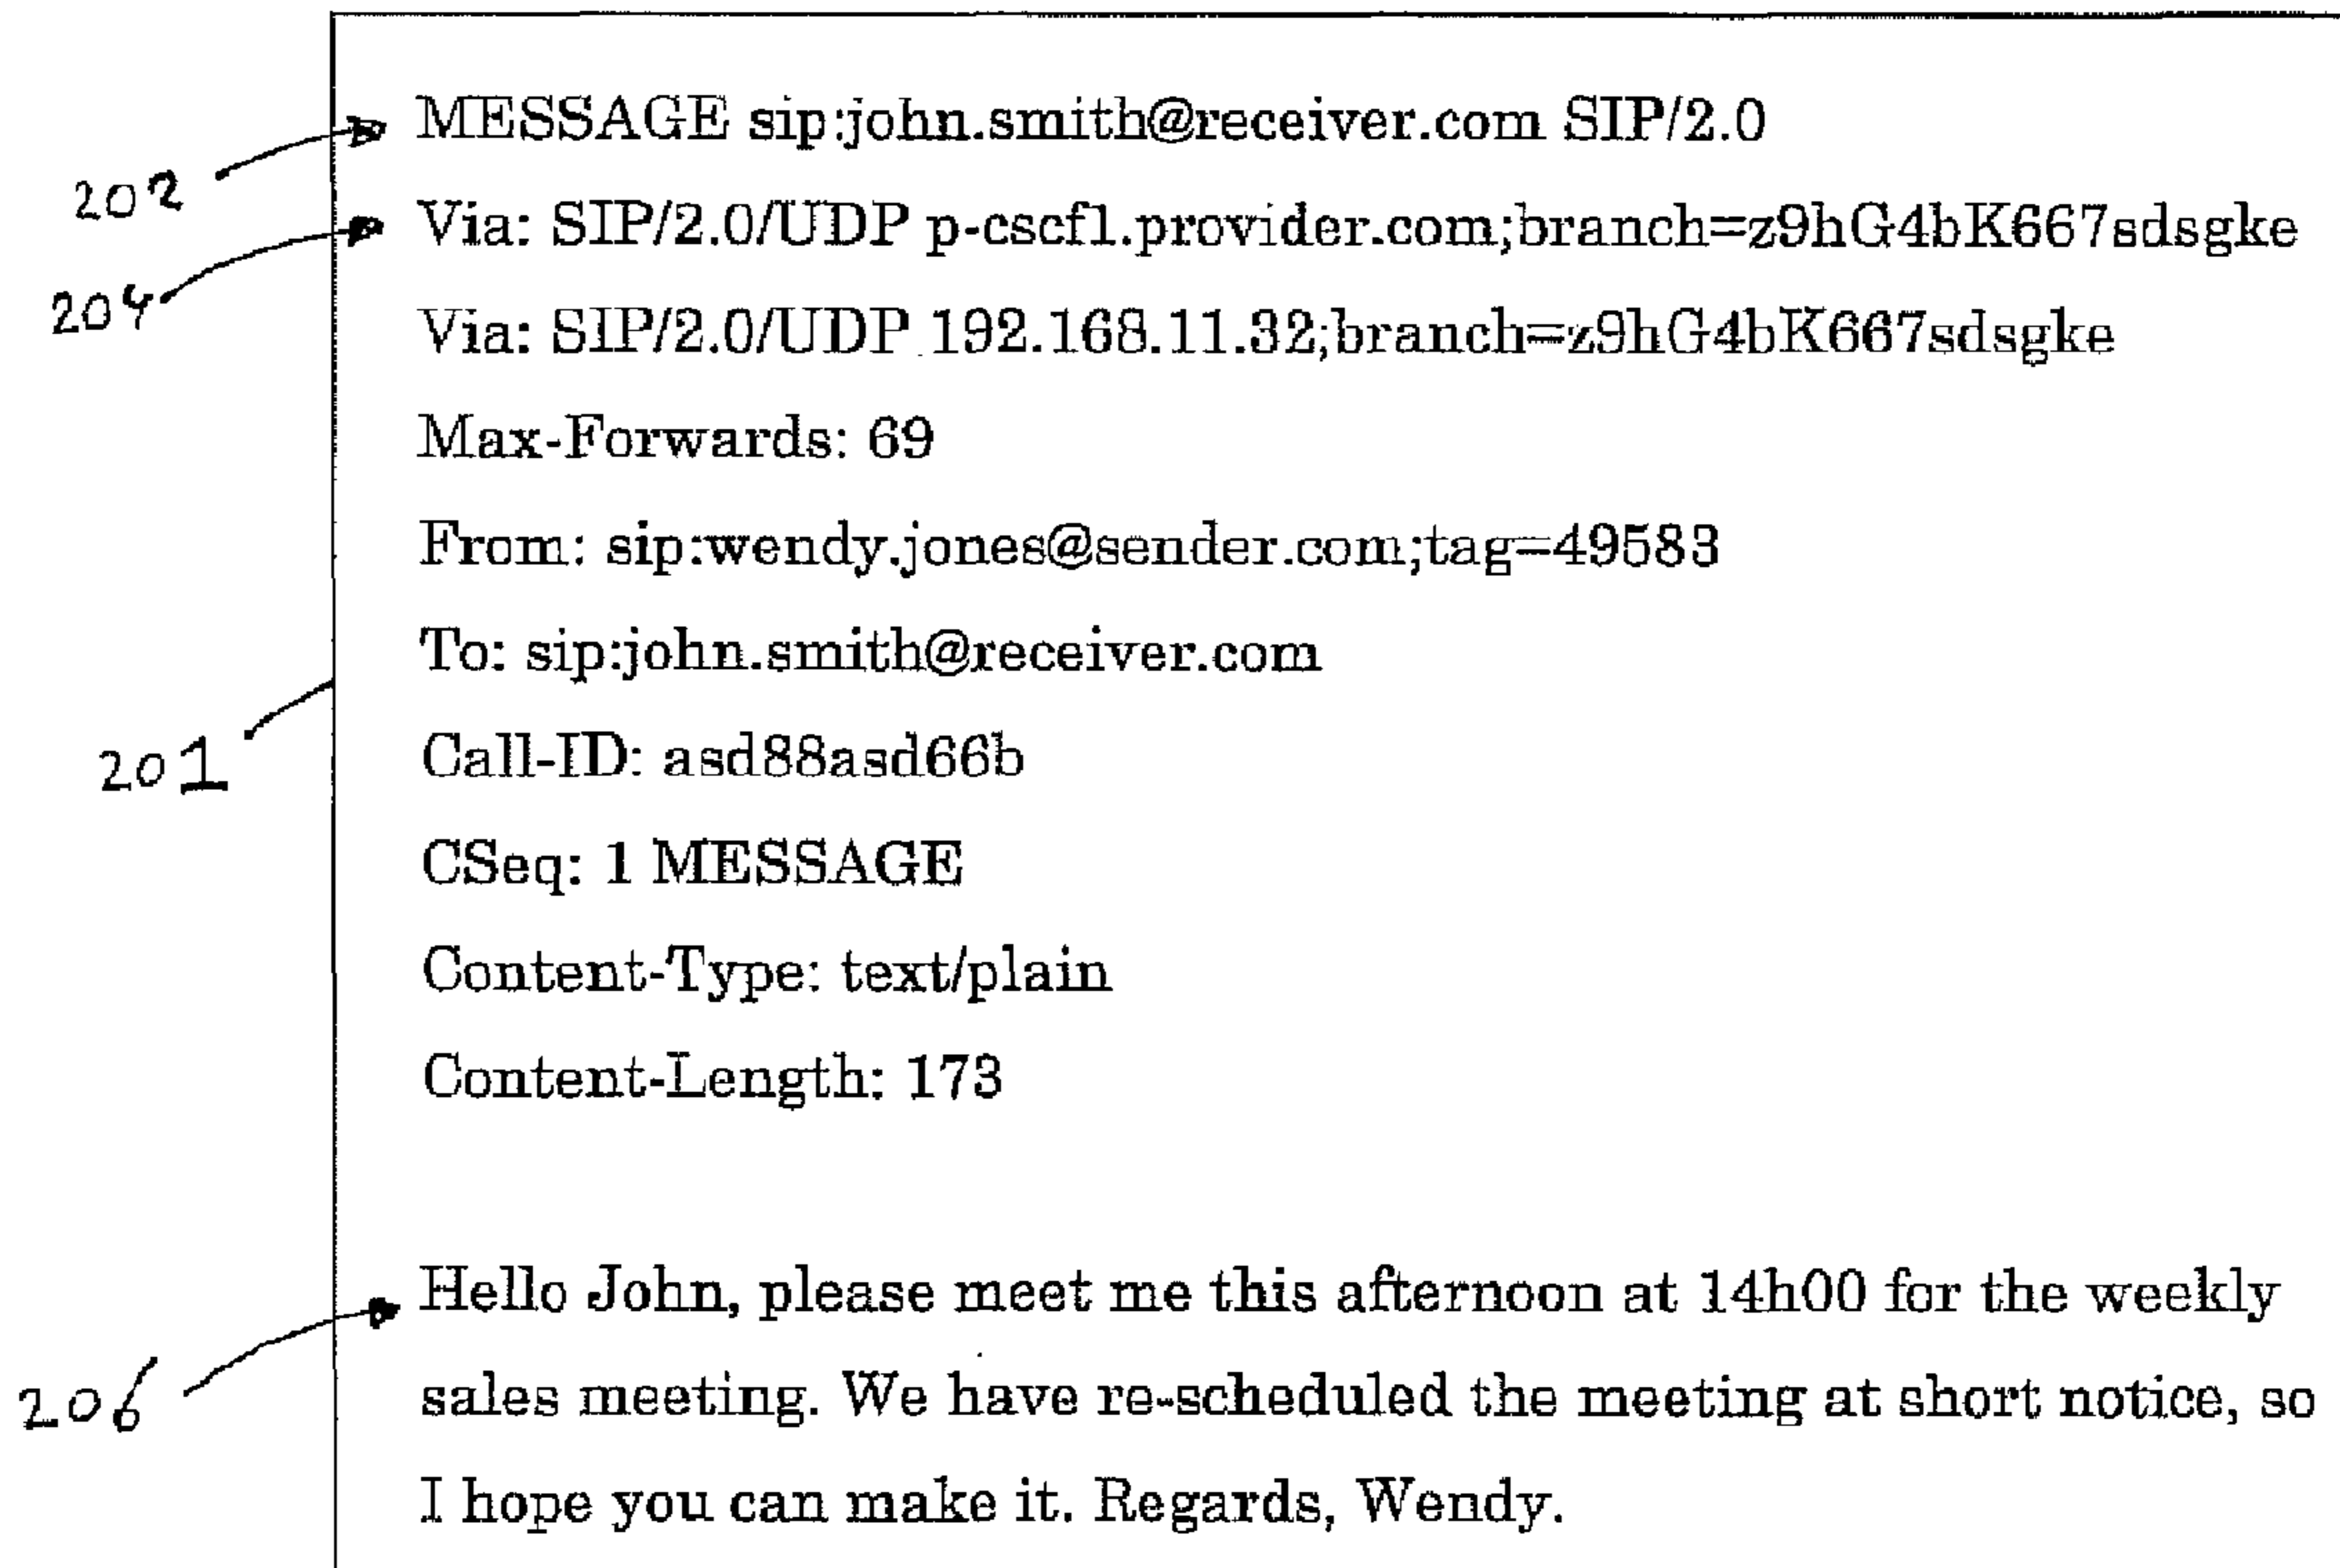 MESSAGE sip:john.smith@receiver.com SIP/2.0
202
Via: SIP/2.0/UDP p-cscf1.provider.com;branch=z9hG4bK667sdsgke
204
Via: SIP/2.0/UDP 192.168.11.32;branch=z9hG4bK667sdsgke
Max-Forwards: 69
From: sip:wendy.jones@sender.com;tag=49583
To: sip:john.smith@receiver.com
201
Call-ID: asd88asd66b
CSeq: 1 MESSAGE
Content-Type: text/plain
Content-Length: 173
Hello John, please meet me this afternoon at 14h00 for the weekly
206
sales meeting. We have re-scheduled the meeting at short notice, so
I hope you can make it. Regards, Wendy.